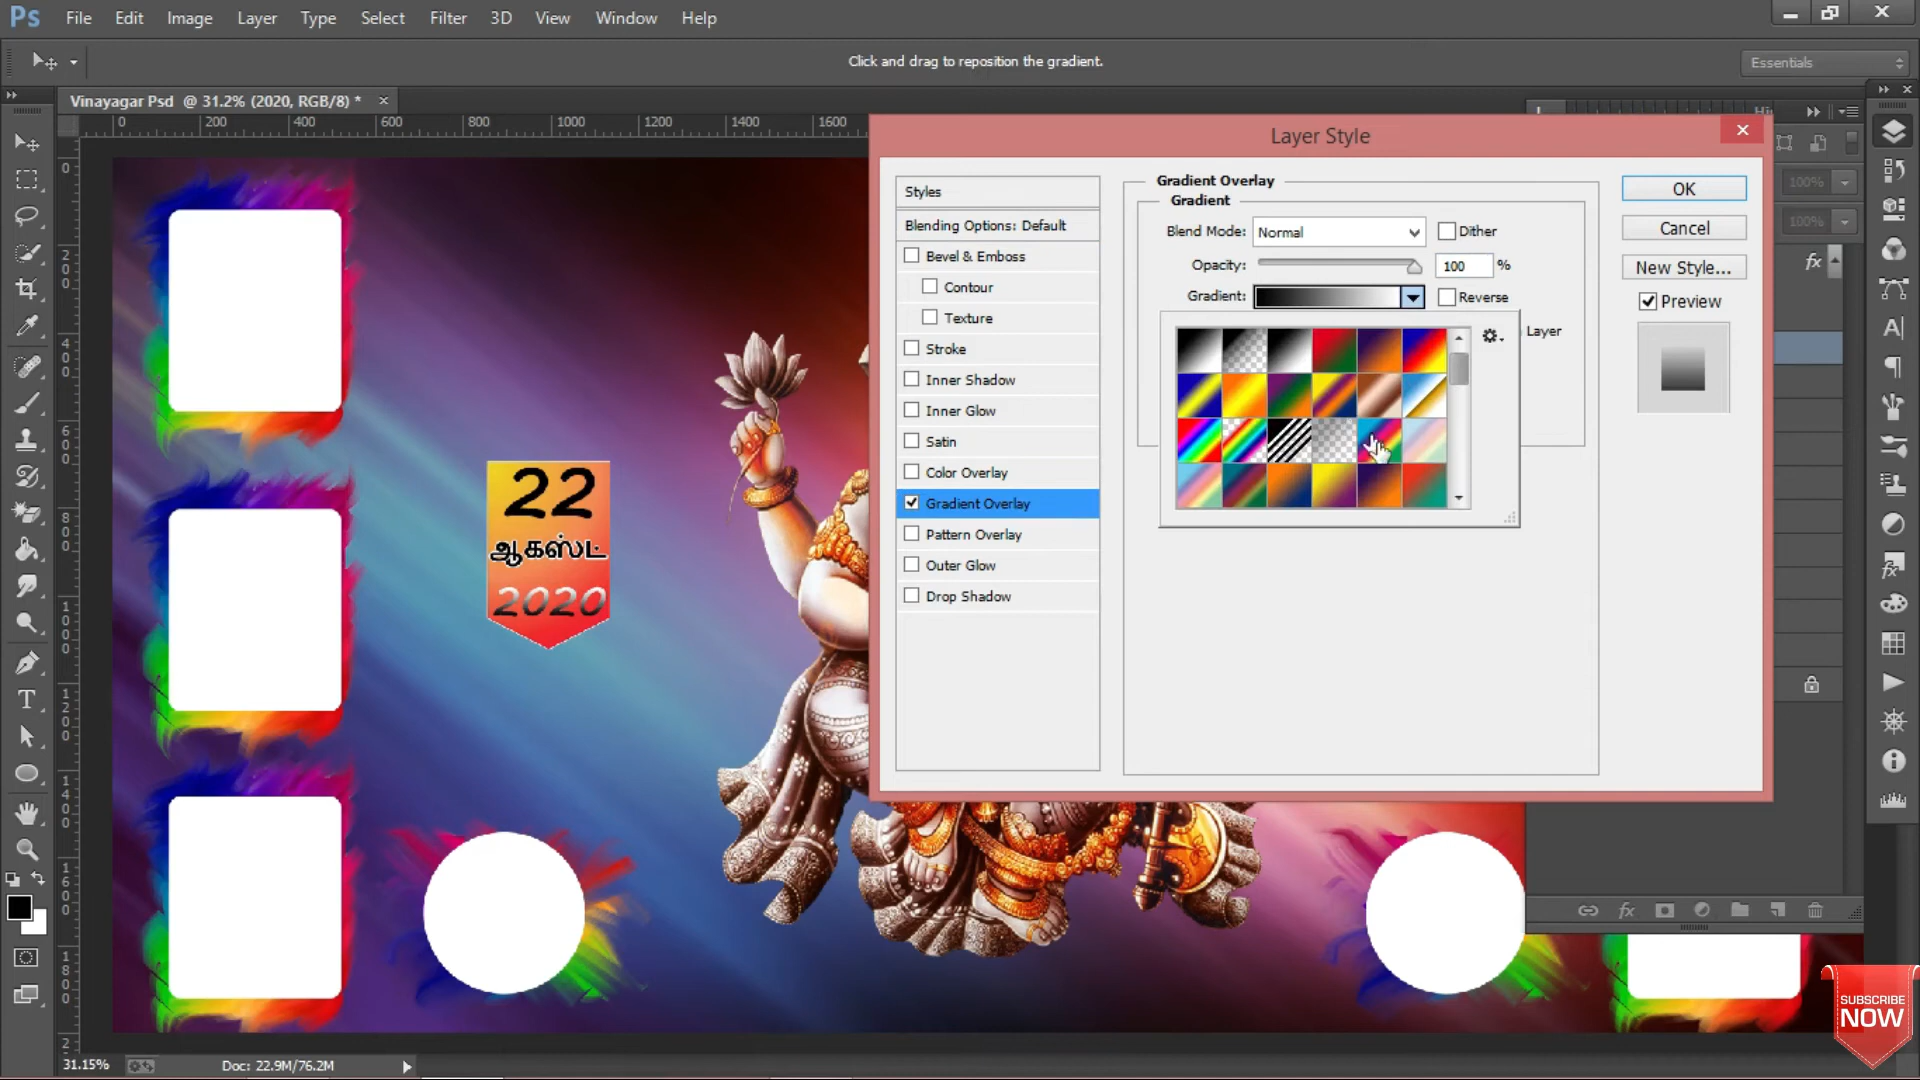 Ps File Edit Image Layer Type Select Filter 3D View Window Help
Click and drag to reposition the gradient.
Essentials
Vinayagar Psd @ 31.2% (2020, RGB/8) * ×
0 200 400 600 800 1000 1200 1400 1600
Layer Style
Styles
Blending Options: Default
Bevel & Emboss
Contour
Texture
Stroke
Inner Shadow
Inner Glow
Satin
Color Overlay
Gradient Overlay
Pattern Overlay
Outer Glow
Drop Shadow
Gradient Overlay
Gradient
Blend Mode: Normal Dither
Opacity: 100 %
Gradient: Reverse
Layer
OK
Cancel
New Style...
Preview
100%
100%
fx
22
ஆகஸ்ட்
2020
31.15% Doc: 22.9M/76.2M
SUBSCRIBE
NOW